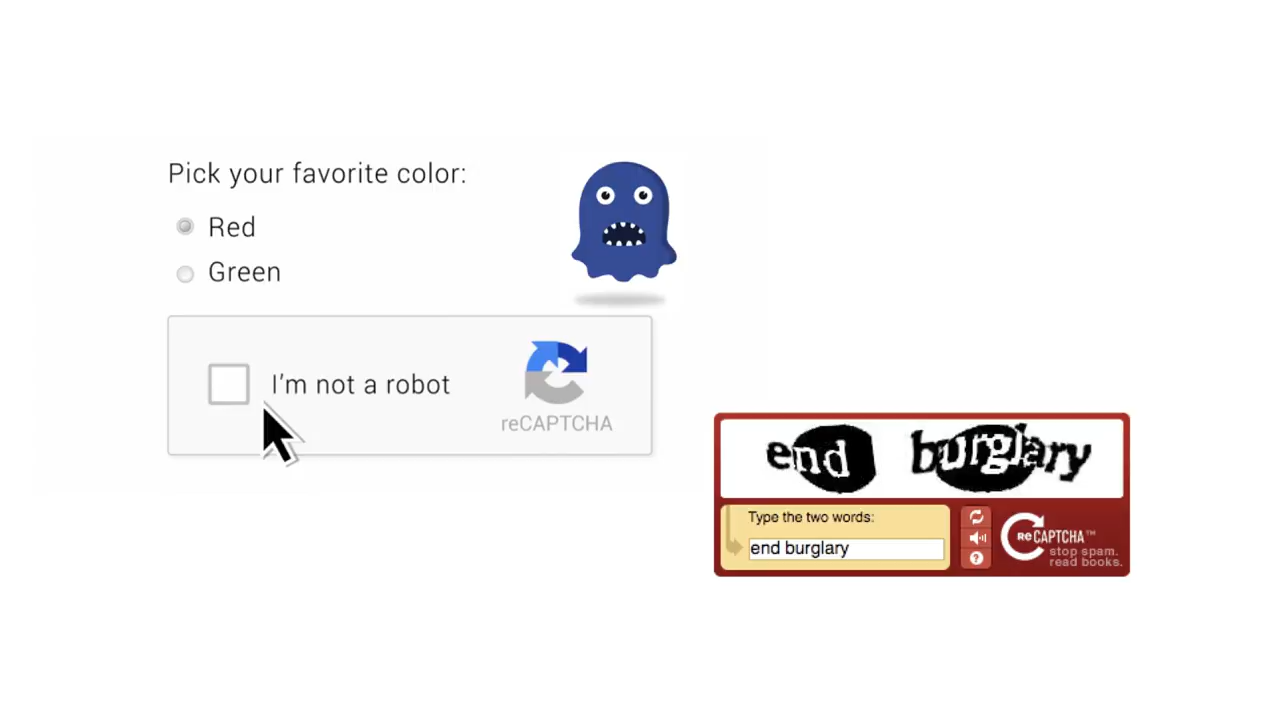 Pick your favorite color:
Red
Green
I'm not a robot
reCAPTCHA
end burglary
Type the two words:
end burglary
?
ReCAPTCHA™
stop spam.
read books.